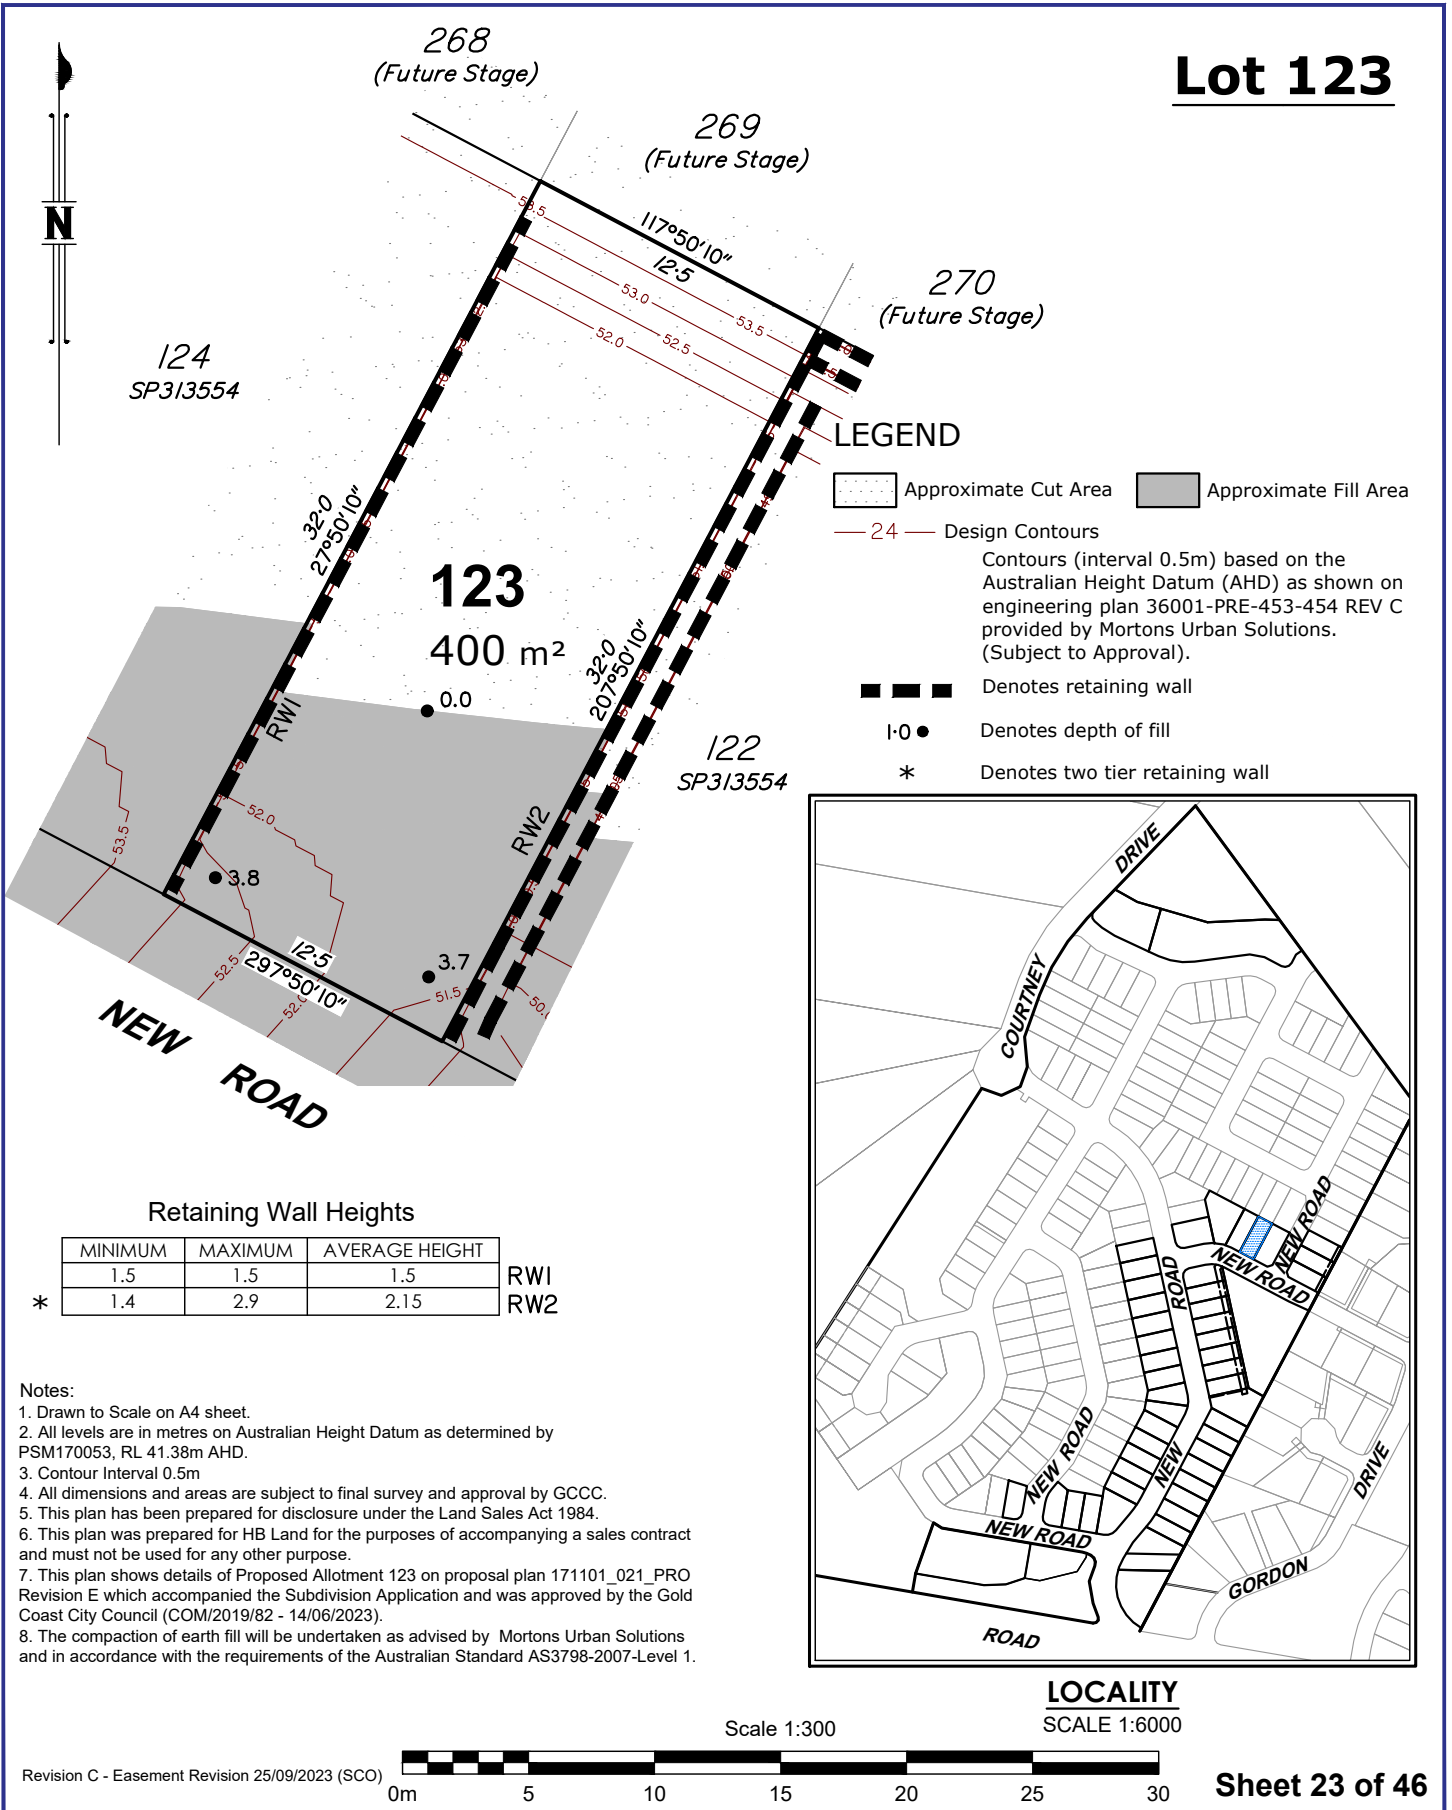 Lot 123
268
(Future Stage)
269
(Future Stage)
270
(Future Stage)
N
124
SP313554
53.5
117°50'10"
12·5
53.0
53.5
52.0
52.5
32·0
27°50'10"
123
400 m²
0.0
32·0
207°50'10"
RW1
RW2
122
SP313554
53.5
52.0
3.8
3.7
12·5
297°50'10"
52.5
52.0
51.5
NEW ROAD
LEGEND
Approximate Cut Area
Approximate Fill Area
24
Design Contours
Contours (interval 0.5m) based on the
Australian Height Datum (AHD) as shown on
engineering plan 36001-PRE-453-454 REV C
provided by Mortons Urban Solutions.
(Subject to Approval).
Denotes retaining wall
1·0
Denotes depth of fill
*
Denotes two tier retaining wall
DRIVE
COURTNEY
NEW ROAD
NEW ROAD
ROAD
NEW
NEW ROAD
NEW ROAD
DRIVE
GORDON
ROAD
LOCALITY
SCALE 1:6000
Retaining Wall Heights
MINIMUM MAXIMUM AVERAGE HEIGHT
1.5 1.5 1.5 RW1
* 1.4 2.9 2.15 RW2
Notes:
1. Drawn to Scale on A4 sheet.
2. All levels are in metres on Australian Height Datum as determined by
PSM170053, RL 41.38m AHD.
3. Contour Interval 0.5m
4. All dimensions and areas are subject to final survey and approval by GCCC.
5. This plan has been prepared for disclosure under the Land Sales Act 1984.
6. This plan was prepared for HB Land for the purposes of accompanying a sales contract
and must not be used for any other purpose.
7. This plan shows details of Proposed Allotment 123 on proposal plan 171101_021_PRO
Revision E which accompanied the Subdivision Application and was approved by the Gold
Coast City Council (COM/2019/82 - 14/06/2023).
8. The compaction of earth fill will be undertaken as advised by Mortons Urban Solutions
and in accordance with the requirements of the Australian Standard AS3798-2007-Level 1.
Scale 1:300
0m 5 10 15 20 25 30
Revision C - Easement Revision 25/09/2023 (SCO)
Sheet 23 of 46